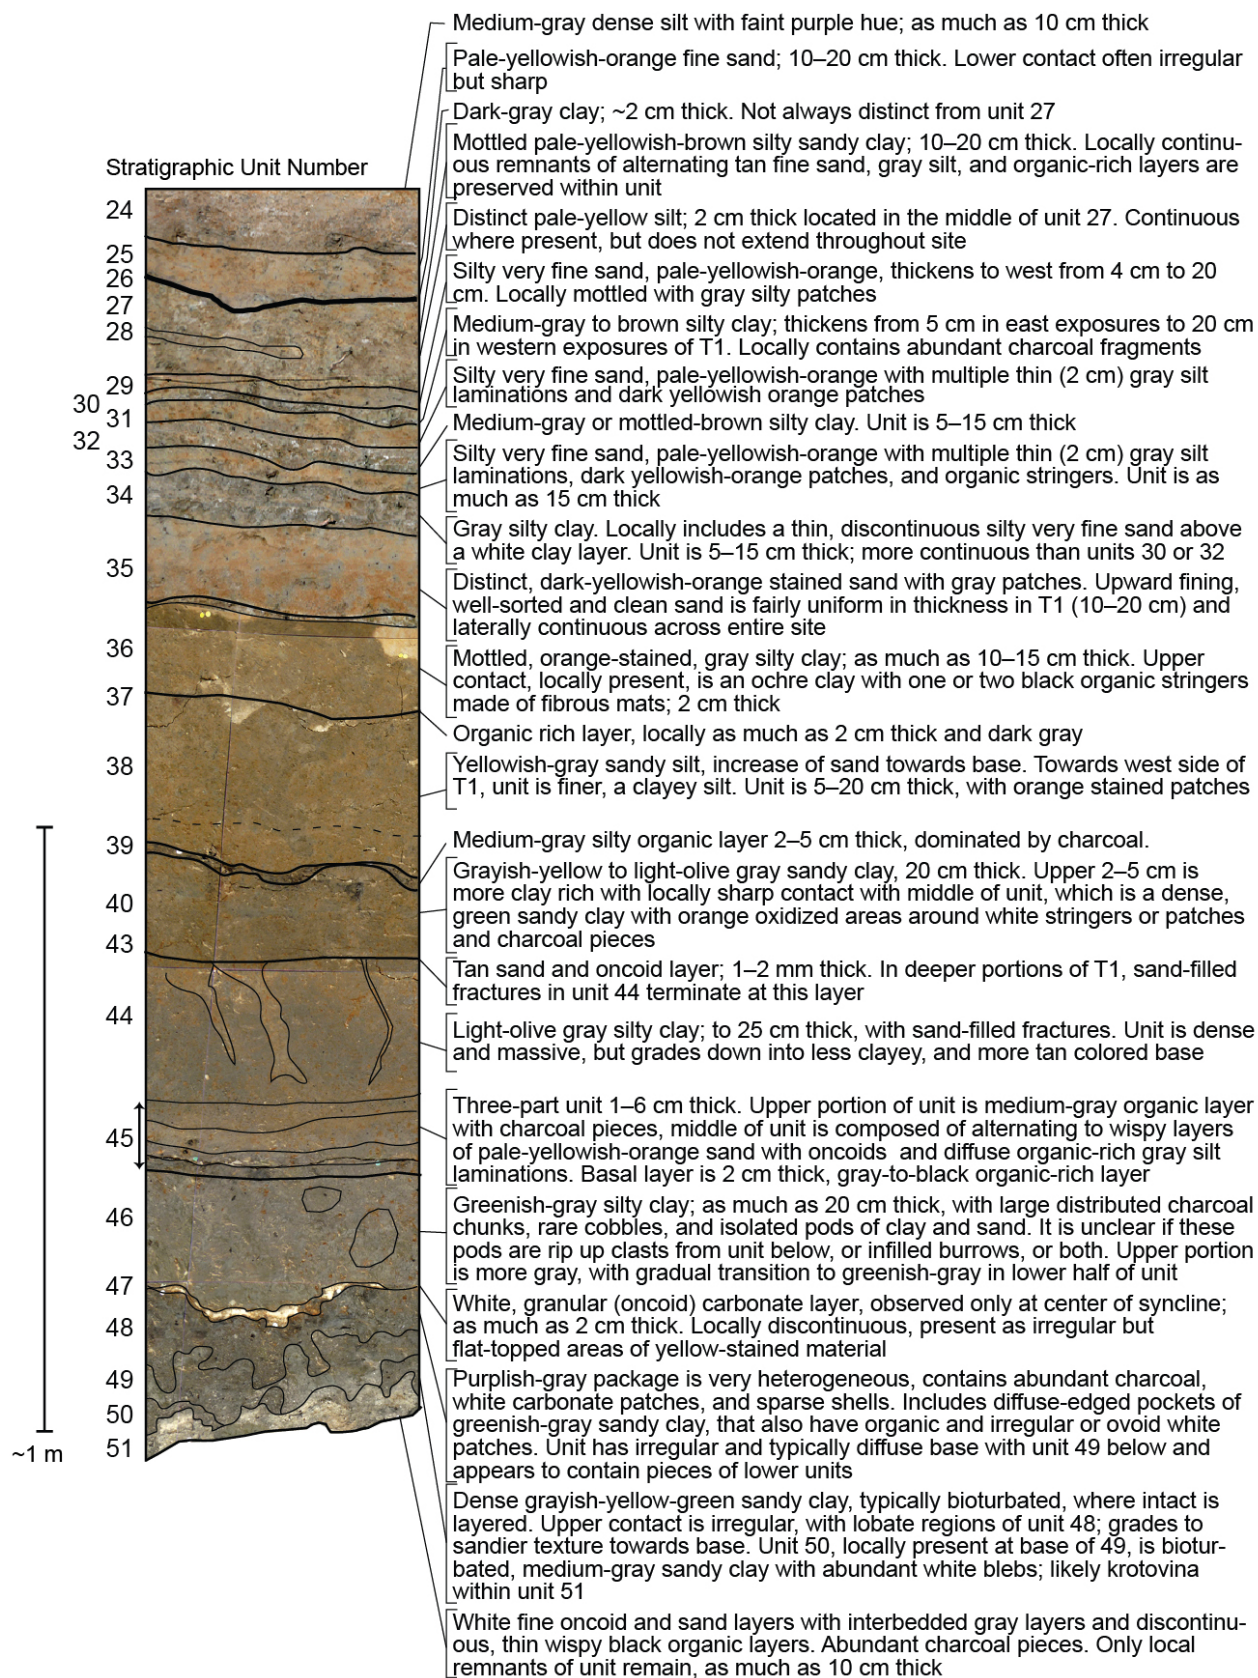 Medium-gray dense silt with faint purple hue; as much as 10 cm thick
Pale-yellowish-orange fine sand; 10–20 cm thick. Lower contact often irregular
but sharp
Dark-gray clay; ~2 cm thick. Not always distinct from unit 27
Mottled pale-yellowish-brown silty sandy clay; 10–20 cm thick. Locally continu-
ous remnants of alternating tan fine sand, gray silt, and organic-rich layers are
preserved within unit
Distinct pale-yellow silt; 2 cm thick located in the middle of unit 27. Continuous
where present, but does not extend throughout site
Silty very fine sand, pale-yellowish-orange, thickens to west from 4 cm to 20
cm. Locally mottled with gray silty patches
Medium-gray to brown silty clay; thickens from 5 cm in east exposures to 20 cm
in western exposures of T1. Locally contains abundant charcoal fragments
Silty very fine sand, pale-yellowish-orange with multiple thin (2 cm) gray silt
laminations and dark yellowish orange patches
Medium-gray or mottled-brown silty clay. Unit is 5–15 cm thick
Silty very fine sand, pale-yellowish-orange with multiple thin (2 cm) gray silt
laminations, dark yellowish-orange patches, and organic stringers. Unit is as
much as 15 cm thick
Gray silty clay. Locally includes a thin, discontinuous silty very fine sand above
a white clay layer. Unit is 5–15 cm thick; more continuous than units 30 or 32
Distinct, dark-yellowish-orange stained sand with gray patches. Upward fining,
well-sorted and clean sand is fairly uniform in thickness in T1 (10–20 cm) and
laterally continuous across entire site
Mottled, orange-stained, gray silty clay; as much as 10–15 cm thick. Upper
contact, locally present, is an ochre clay with one or two black organic stringers
made of fibrous mats; 2 cm thick
Organic rich layer, locally as much as 2 cm thick and dark gray
Yellowish-gray sandy silt, increase of sand towards base. Towards west side of
T1, unit is finer, a clayey silt. Unit is 5–20 cm thick, with orange stained patches
Medium-gray silty organic layer 2–5 cm thick, dominated by charcoal.
Grayish-yellow to light-olive gray sandy clay, 20 cm thick. Upper 2–5 cm is
more clay rich with locally sharp contact with middle of unit, which is a dense,
green sandy clay with orange oxidized areas around white stringers or patches
and charcoal pieces
Tan sand and oncoid layer; 1–2 mm thick. In deeper portions of T1, sand-filled
fractures in unit 44 terminate at this layer
Light-olive gray silty clay; to 25 cm thick, with sand-filled fractures. Unit is dense
and massive, but grades down into less clayey, and more tan colored base
Three-part unit 1–6 cm thick. Upper portion of unit is medium-gray organic layer
with charcoal pieces, middle of unit is composed of alternating to wispy layers
of pale-yellowish-orange sand with oncoids and diffuse organic-rich gray silt
laminations. Basal layer is 2 cm thick, gray-to-black organic-rich layer
Greenish-gray silty clay; as much as 20 cm thick, with large distributed charcoal
chunks, rare cobbles, and isolated pods of clay and sand. It is unclear if these
pods are rip up clasts from unit below, or infilled burrows, or both. Upper portion
is more gray, with gradual transition to greenish-gray in lower half of unit
White, granular (oncoid) carbonate layer, observed only at center of syncline;
as much as 2 cm thick. Locally discontinuous, present as irregular but
flat-topped areas of yellow-stained material
Purplish-gray package is very heterogeneous, contains abundant charcoal,
white carbonate patches, and sparse shells. Includes diffuse-edged pockets of
greenish-gray sandy clay, that also have organic and irregular or ovoid white
patches. Unit has irregular and typically diffuse base with unit 49 below and
appears to contain pieces of lower units
Dense grayish-yellow-green sandy clay, typically bioturbated, where intact is
layered. Upper contact is irregular, with lobate regions of unit 48; grades to
sandier texture towards base. Unit 50, locally present at base of 49, is biotur-
bated, medium-gray sandy clay with abundant white blebs; likely krotovina
within unit 51
White fine oncoid and sand layers with interbedded gray layers and discontinu-
ous, thin wispy black organic layers. Abundant charcoal pieces. Only local
remnants of unit remain, as much as 10 cm thick
Stratigraphic Unit Number
24
25
26
27
28
29
30
31
32
33
34
35
36
37
38
39
40
43
44
45
46
47
48
49
50
51
~1 m